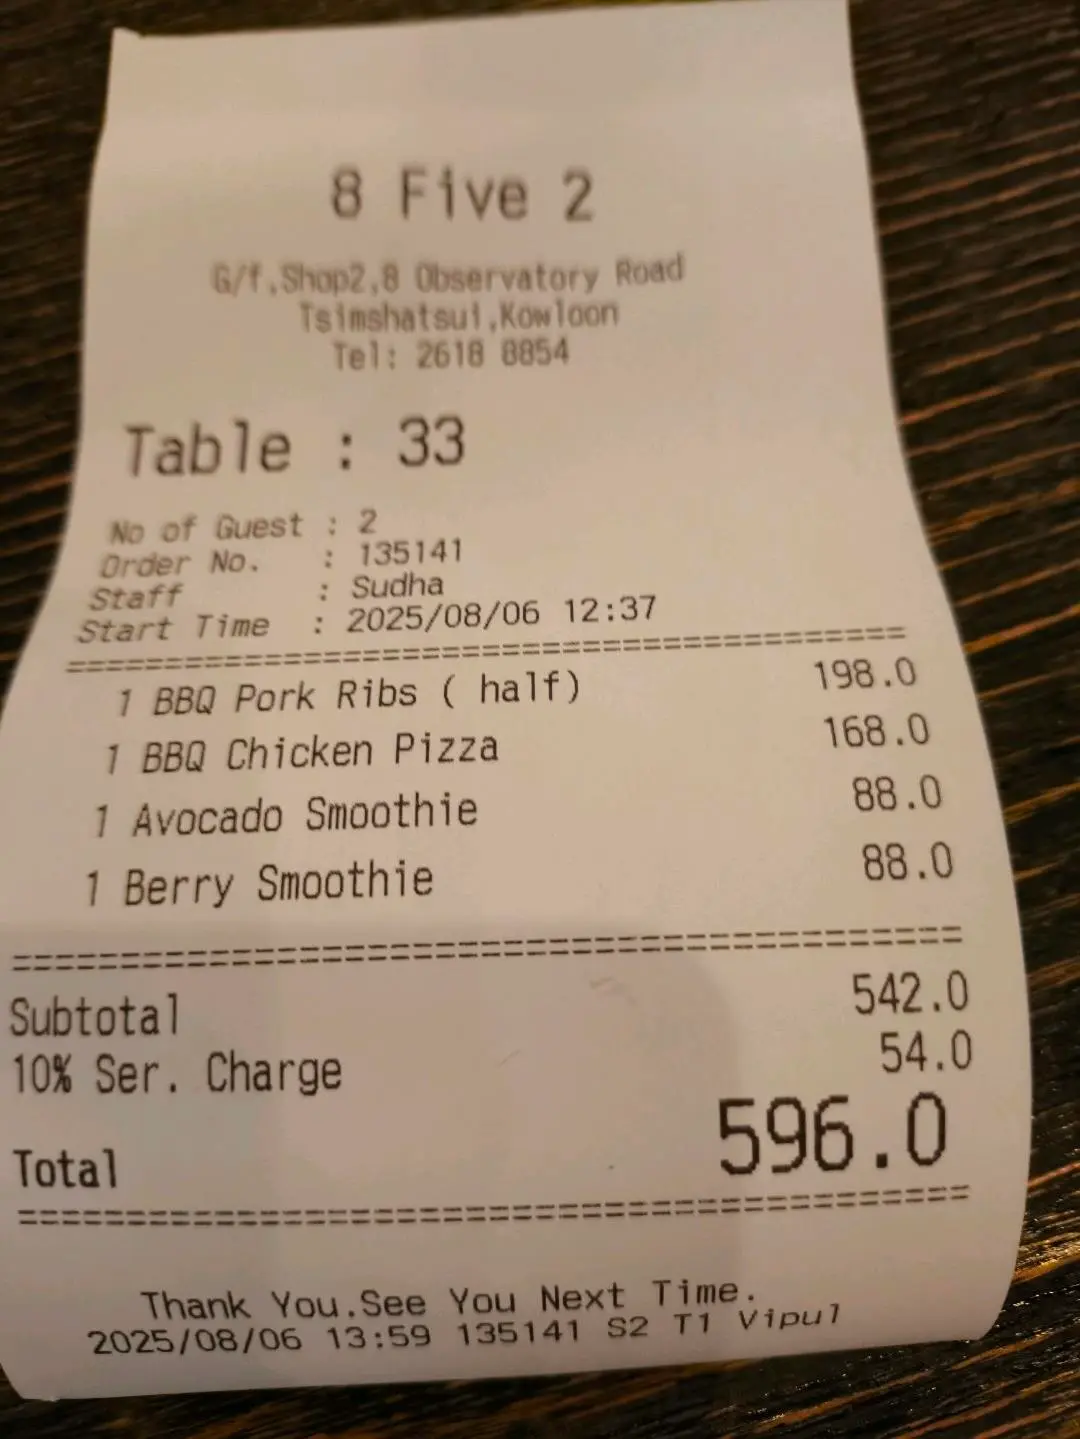 8 Five 2
G/f,Shop2,8 Observatory Road
Tsimshatsui,Kowloon
Tel: 2618 8854
Table : 33
No of Guest : 2
Order No. : 135141
Staff : Sudha
Start Time : 2025/08/06 12:37
1 BBQ Pork Ribs ( half) 198.0
1 BBQ Chicken Pizza 168.0
1 Avocado Smoothie 88.0
1 Berry Smoothie 88.0
Subtotal 542.0
10% Ser. Charge 54.0
Total 596.0
Thank You.See You Next Time.
2025/08/06 13:59 135141 S2 T1 Vipul